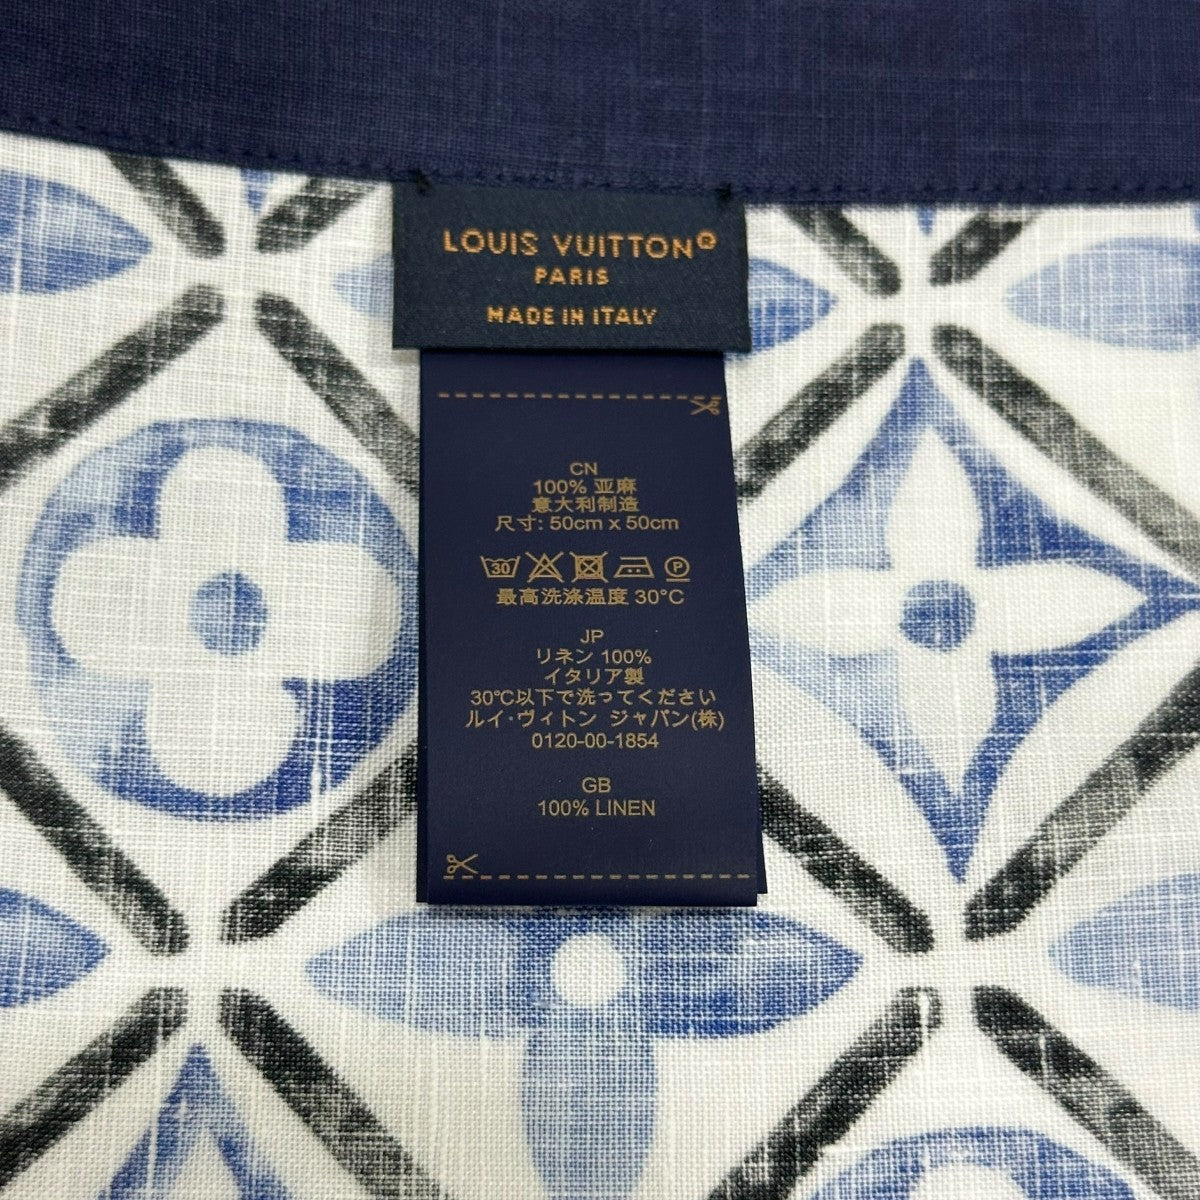 LOUIS VUITTON®
PARIS
MADE IN ITALY
CN
100% 亚麻
意大利制造
尺寸: 50cm x 50cm
30 P
最高洗涤温度 30°C
JP
リネン 100%
イタリア製
30°C以下で洗ってください
ルイ·ヴィトン ジャパン(株)
0120-00-1854
GB
100% LINEN